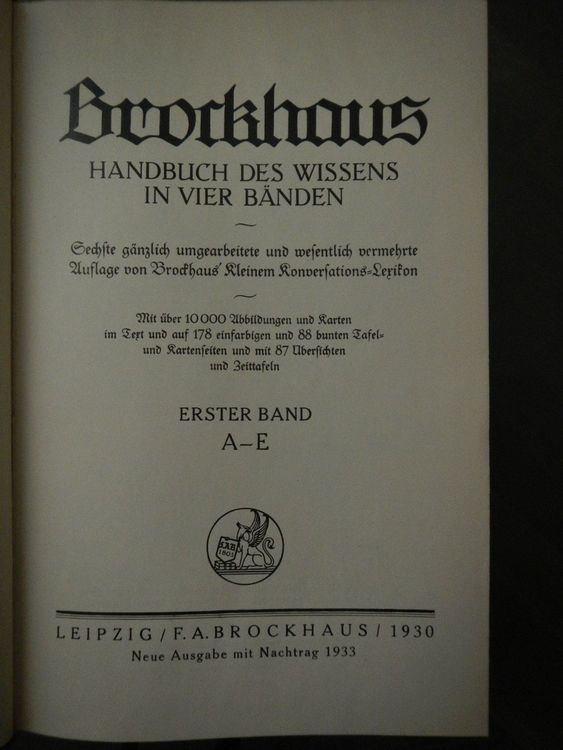 Brockhaus
HANDBUCH DES WISSENS
IN VIER BÄNDEN
Sechste gänzlich umgearbeitete und wesentlich vermehrte
Auflage von Brockhaus' Kleinem Konversations-Lexikon
Mit über 10000 Abbildungen und Karten
im Text und auf 178 einfarbigen und 88 bunten Tafel-
und Kartenseiten und mit 87 Übersichten
und Zeittafeln
ERSTER BAND
A–E
FAB
1805
LEIPZIG / F. A. BROCKHAUS / 1930
Neue Ausgabe mit Nachtrag 1933